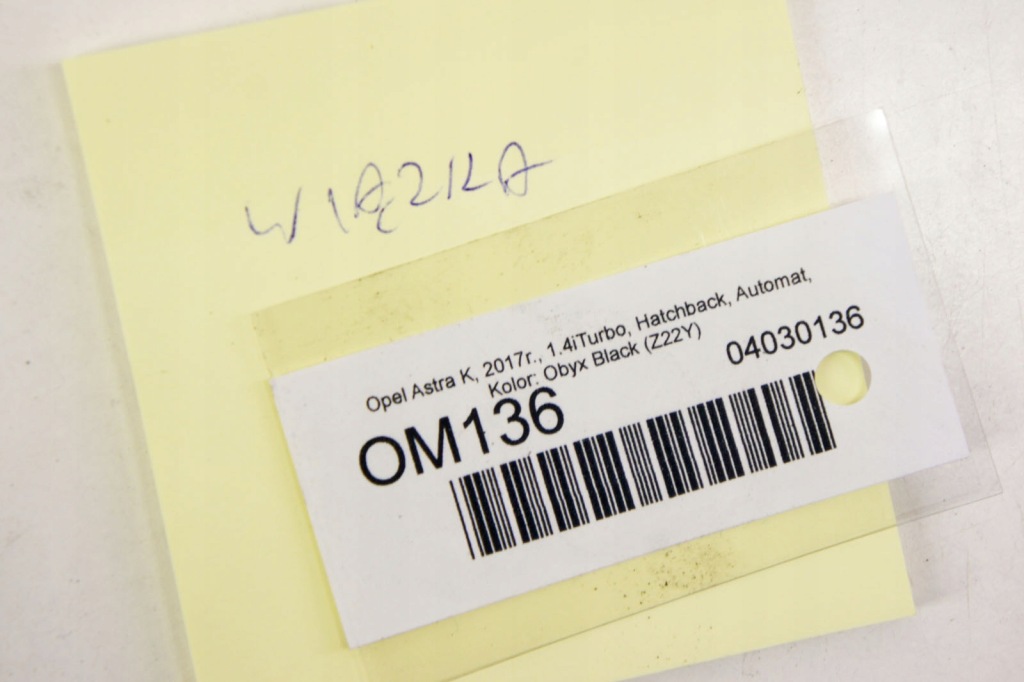 WIĄZKA
Opel Astra K, 2017r., 1.4iTurbo, Hatchback, Automat,
Kolor: Obyx Black (Z22Y)
OM136
04030136